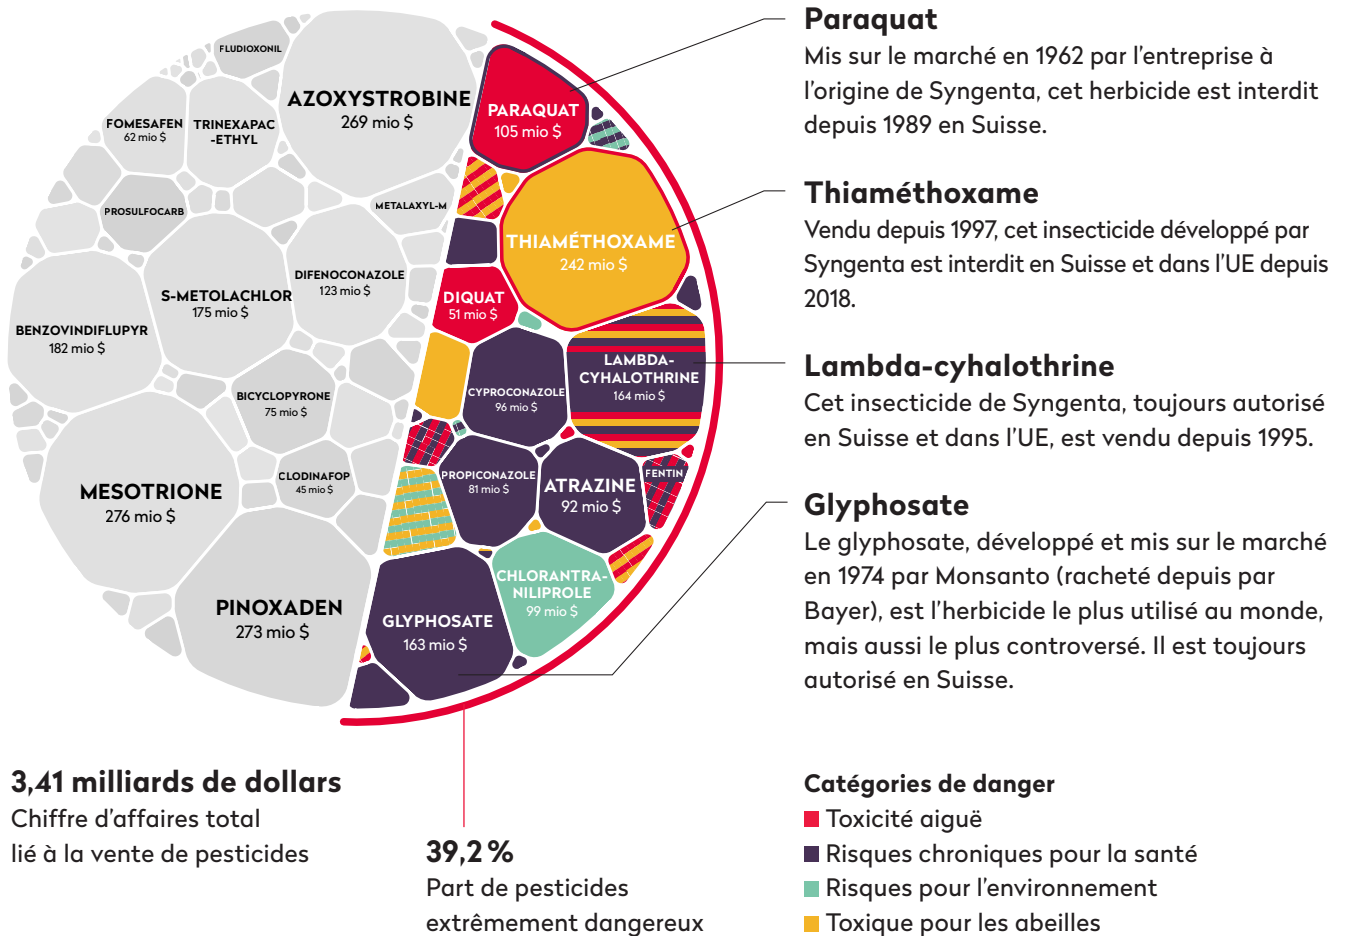 FLUDIOXONIL
AZOXYSTROBINE
269 mio $
FOMESAFEN
62 mio $
TRINEXAPAC
-ETHYL
PROSULFOCARB
METALAXYL-M
S-METOLACHLOR
175 mio $
DIFENOCONAZOLE
123 mio $
BENZOVINDIFLUPYR
182 mio $
BICYCLOPYRONE
75 mio $
MESOTRIONE
276 mio $
CLODINAFOP
45 mio $
PINOXADEN
273 mio $
PARAQUAT
105 mio $
THIAMÉTHOXAME
242 mio $
DIQUAT
51 mio $
LAMBDA-
CYHALOTHRINE
164 mio $
CYPROCONAZOLE
96 mio $
PROPICONAZOLE
81 mio $
ATRAZINE
92 mio $
FENTIN
CHLORANTRA-
NILIPROLE
99 mio $
GLYPHOSATE
163 mio $
Paraquat
Mis sur le marché en 1962 par l’entreprise à
l’origine de Syngenta, cet herbicide est interdit
depuis 1989 en Suisse.
Thiaméthoxame
Vendu depuis 1997, cet insecticide développé par
Syngenta est interdit en Suisse et dans l’UE depuis
2018.
Lambda-cyhalothrine
Cet insecticide de Syngenta, toujours autorisé
en Suisse et dans l’UE, est vendu depuis 1995.
Glyphosate
Le glyphosate, développé et mis sur le marché
en 1974 par Monsanto (racheté depuis par
Bayer), est l’herbicide le plus utilisé au monde,
mais aussi le plus controversé. Il est toujours
autorisé en Suisse.
3,41 milliards de dollars
Chiffre d’affaires total
lié à la vente de pesticides
39,2 %
Part de pesticides
extrêmement dangereux
Catégories de danger
Toxicité aiguë
Risques chroniques pour la santé
Risques pour l’environnement
Toxique pour les abeilles